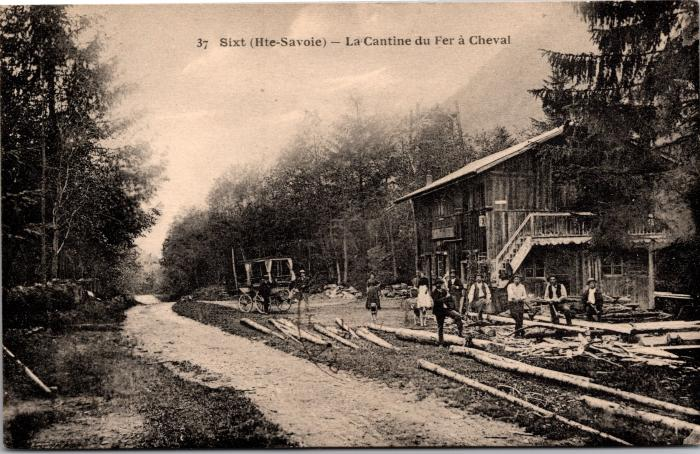 37 Sixt (Hte-Savoie) — La Cantine du Fer à Cheval